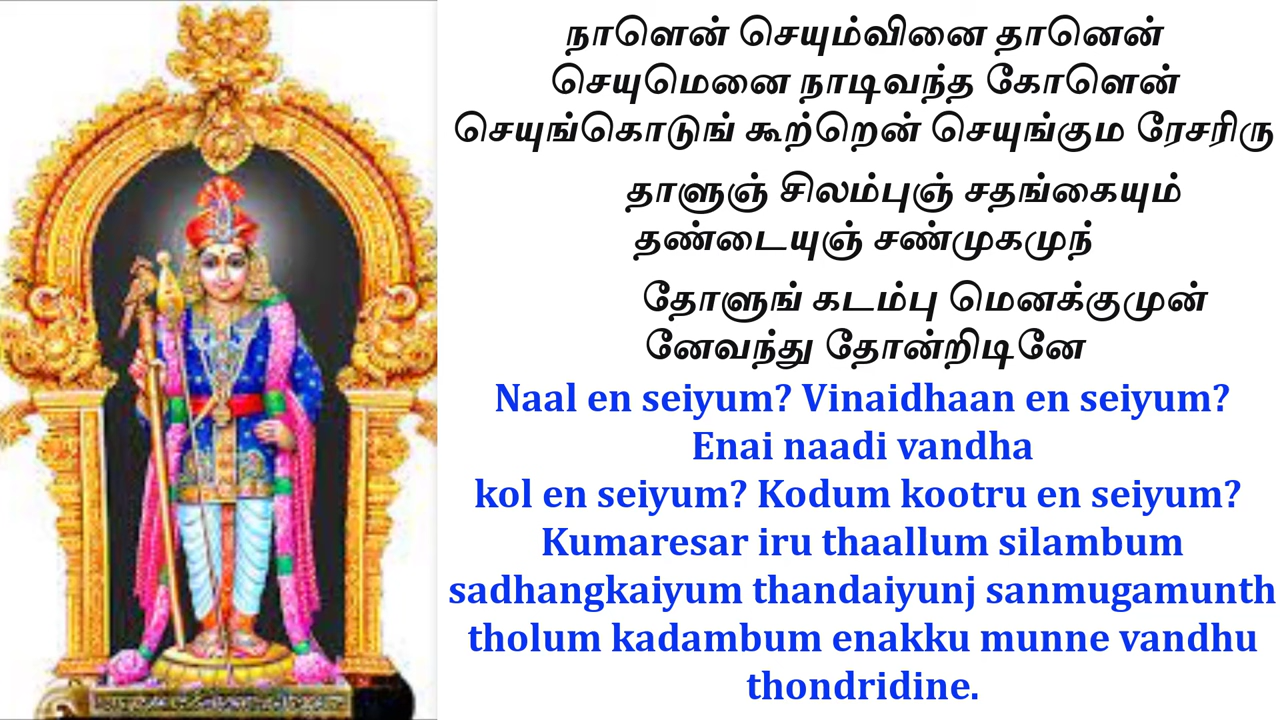 நாளென் செயும்வினை தானென்
செயுமெனை நாடிவந்த கோளென்
செயுங்கொடுங் கூற்றென் செயுங்கும ரேசரிரு
தாளுஞ் சிலம்புஞ் சதங்கையும்
தண்டையுஞ் சண்முகமுந்
தோளுங் கடம்பு மெனக்குமுன்
னேவந்து தோன்றிடினே
Naal en seiyum? Vinaidhaan en seiyum?
Enai naadi vandha
kol en seiyum? Kodum kootru en seiyum?
Kumaresar iru thaallum silambum
sadhangkaiyum thandaiyunj sanmugamunth
tholum kadambum enakku munne vandhu
thondridine.